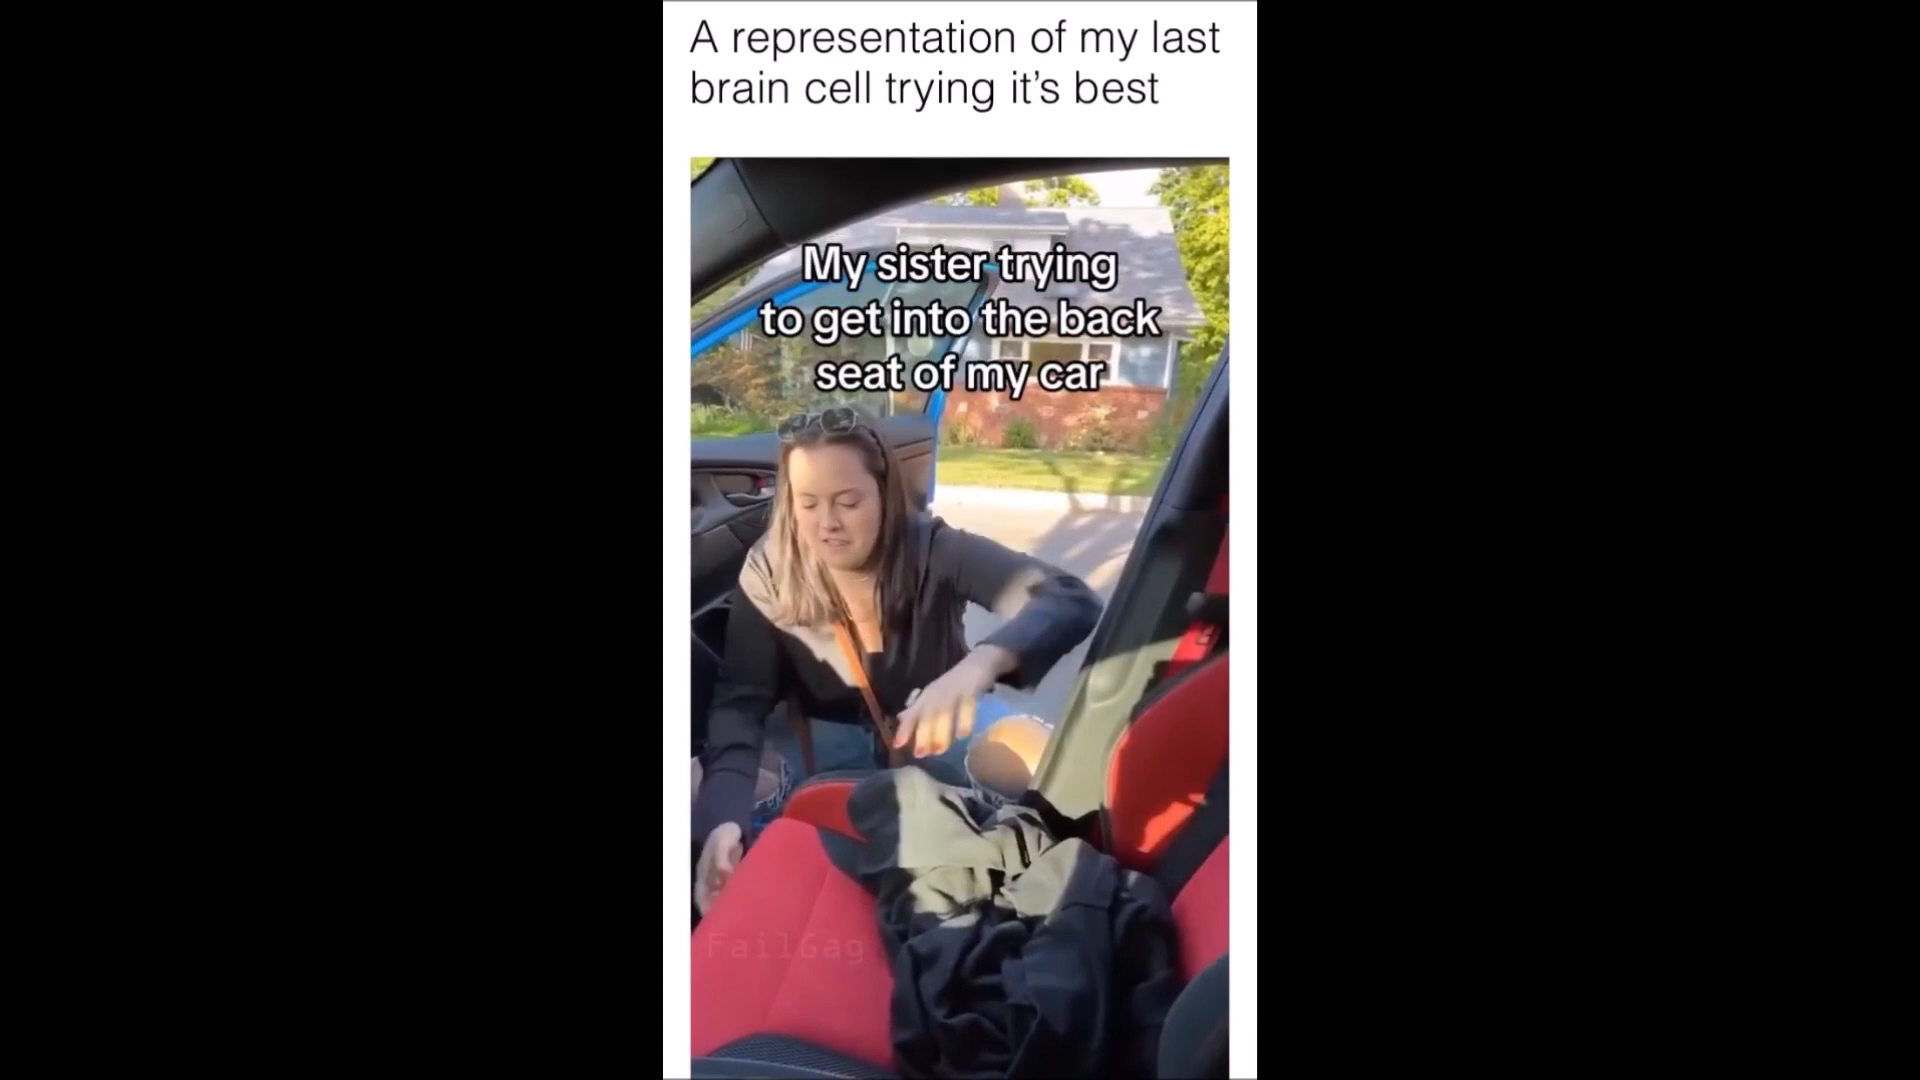 A representation of my last
brain cell trying it’s best
My sister trying
to get into the back
seat of my car
FailGag